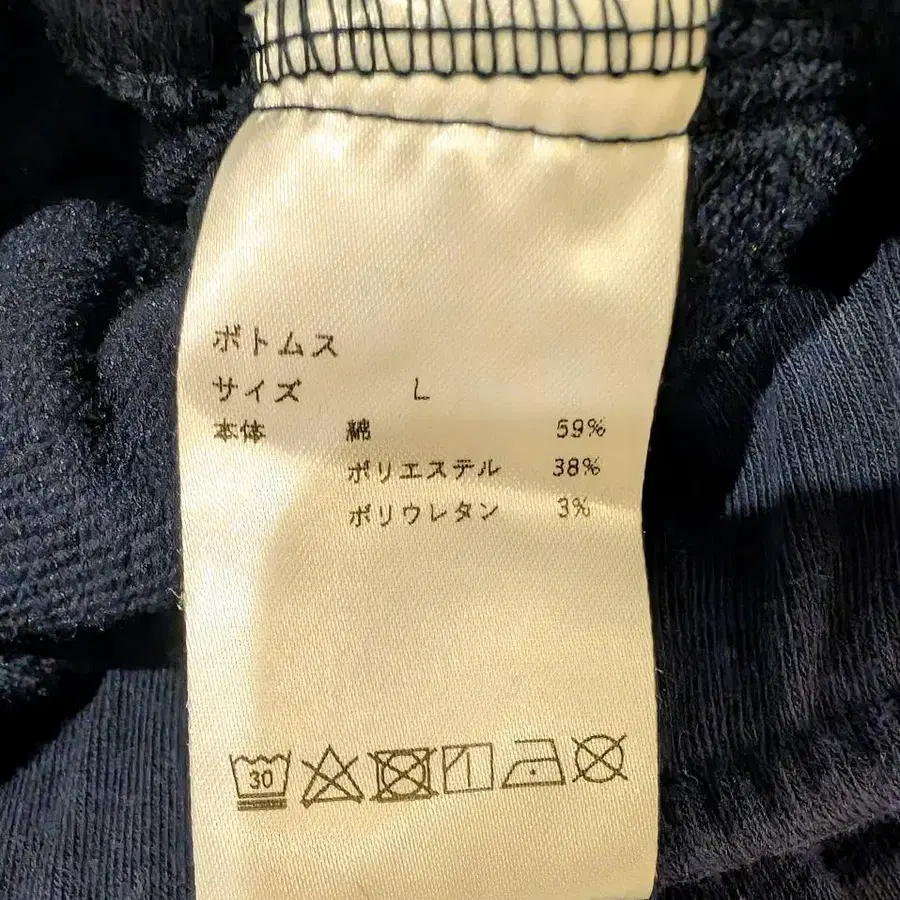 ボトムス
サイズ L
本体 綿 59%
ポリエステル 38%
ポリウレタン 3%
30